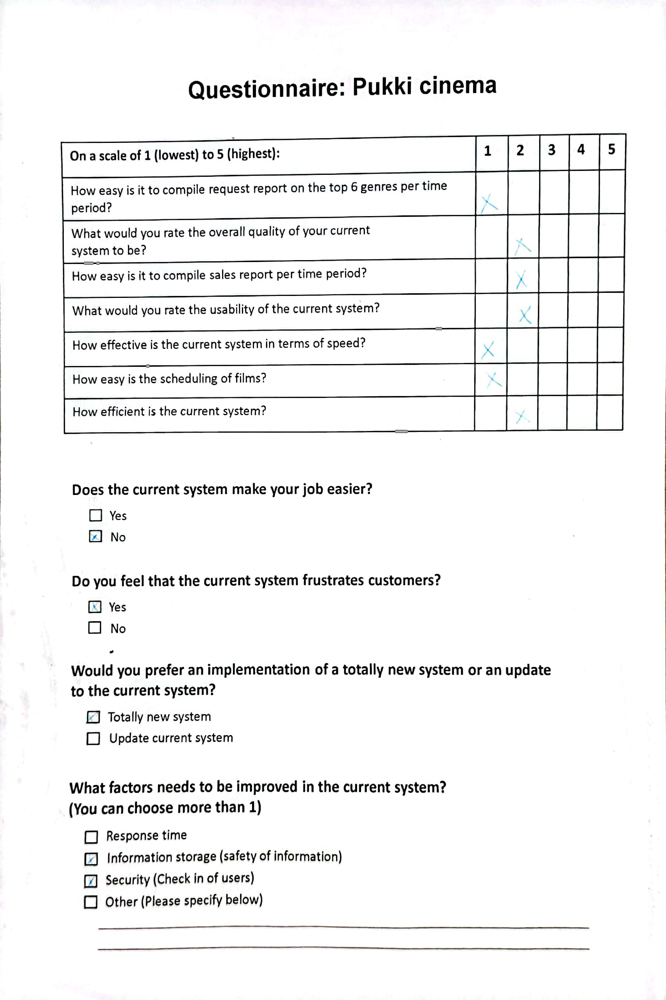 Questionnaire: Pukki cinema
On a scale of 1 (lowest) to 5 (highest): 1 2 3 4 5
How easy is it to compile request report on the top 6 genres per time
period? X
What would you rate the overall quality of your current
system to be? X
How easy is it to compile sales report per time period? X
What would you rate the usability of the current system? X
How effective is the current system in terms of speed? X
How easy is the scheduling of films? X
How efficient is the current system? X
Does the current system make your job easier?
☐ Yes
☒ No
Do you feel that the current system frustrates customers?
☒ Yes
☐ No
Would you prefer an implementation of a totally new system or an update
to the current system?
☒ Totally new system
☐ Update current system
What factors needs to be improved in the current system?
(You can choose more than 1)
☐ Response time
☒ Information storage (safety of information)
☒ Security (Check in of users)
☐ Other (Please specify below)